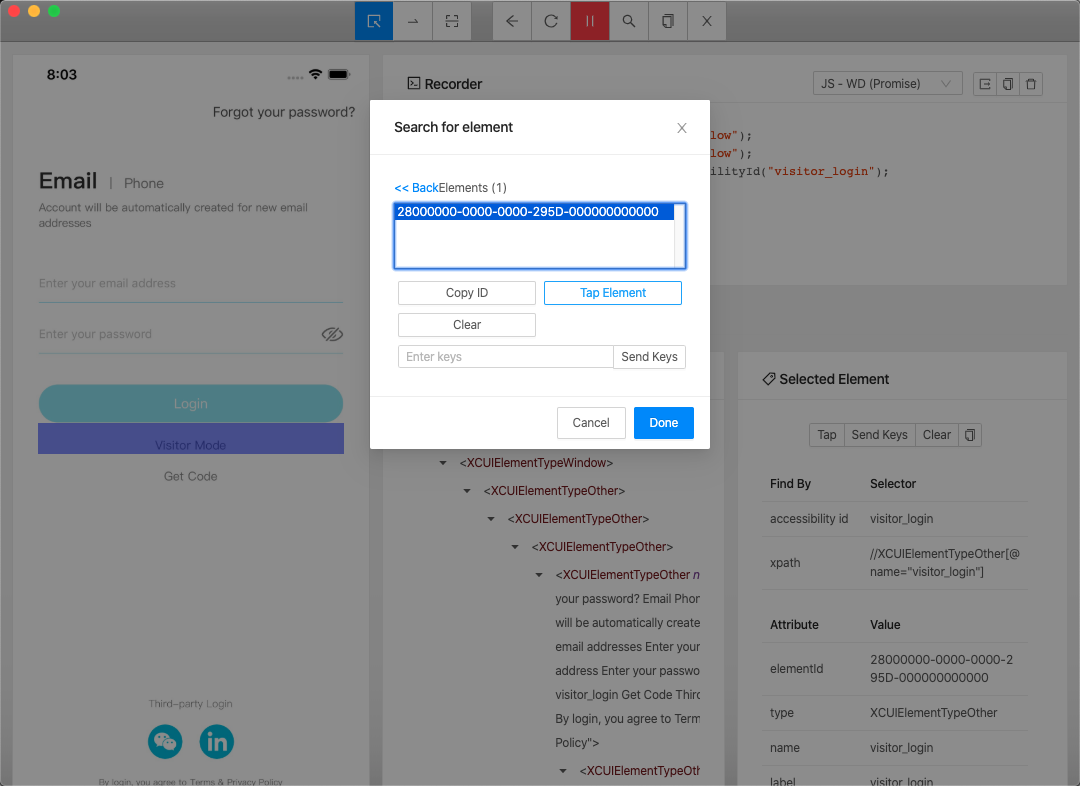 8:03
Forgot your password?
Email | Phone
Account will be automatically created for new email
addresses
Enter your email address
Enter your password
Login
Visitor Mode
Get Code
Third-party Login
in
By login, you agree to Terms & Privacy Policy
Recorder
JS - WD (Promise)
low");
low");
ilityId("visitor_login");
Search for element
<< BackElements (1)
28000000-0000-0000-295D-000000000000
Copy ID
Tap Element
Clear
Enter keys
Send Keys
Cancel
Done
<XCUIElementTypeWindow>
<XCUIElementTypeOther>
<XCUIElementTypeOther>
<XCUIElementTypeOther>
<XCUIElementTypeOther n
your password? Email Phor
will be automatically create
email addresses Enter your
address Enter your passwo
visitor_login Get Code Thirc
By login, you agree to Term
Policy">
<XCUIElementTypeOth
Selected Element
Tap
Send Keys
Clear
Find By Selector
accessibility id visitor_login
xpath //XCUIElementTypeOther[@
name="visitor_login"]
Attribute Value
elementId 28000000-0000-0000-2
95D-000000000000
type XCUIElementTypeOther
name visitor_login
label visitor_login